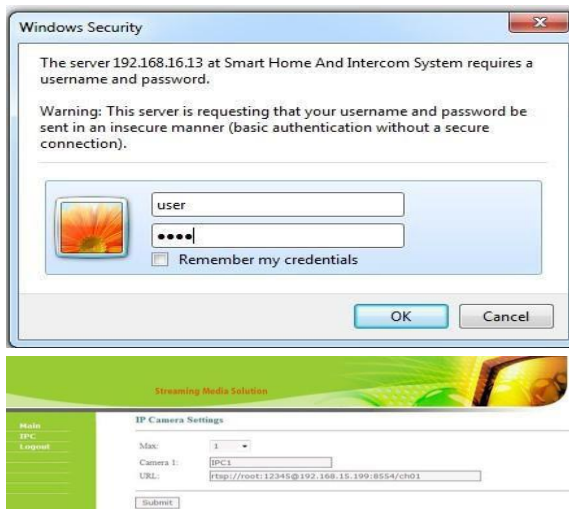 Windows Security
The server 192.168.16.13 at Smart Home And Intercom System requires a
username and password.
Warning: This server is requesting that your username and password be
sent in an insecure manner (basic authentication without a secure
connection).
user
••••
Remember my credentials
OK Cancel
Streaming Media Solution
Main
IPC
Logout
IP Camera Settings
Max: 1
Camera 1: IPC1
URL: rtsp://root:12345@192.168.15.199:8554/ch01
Submit